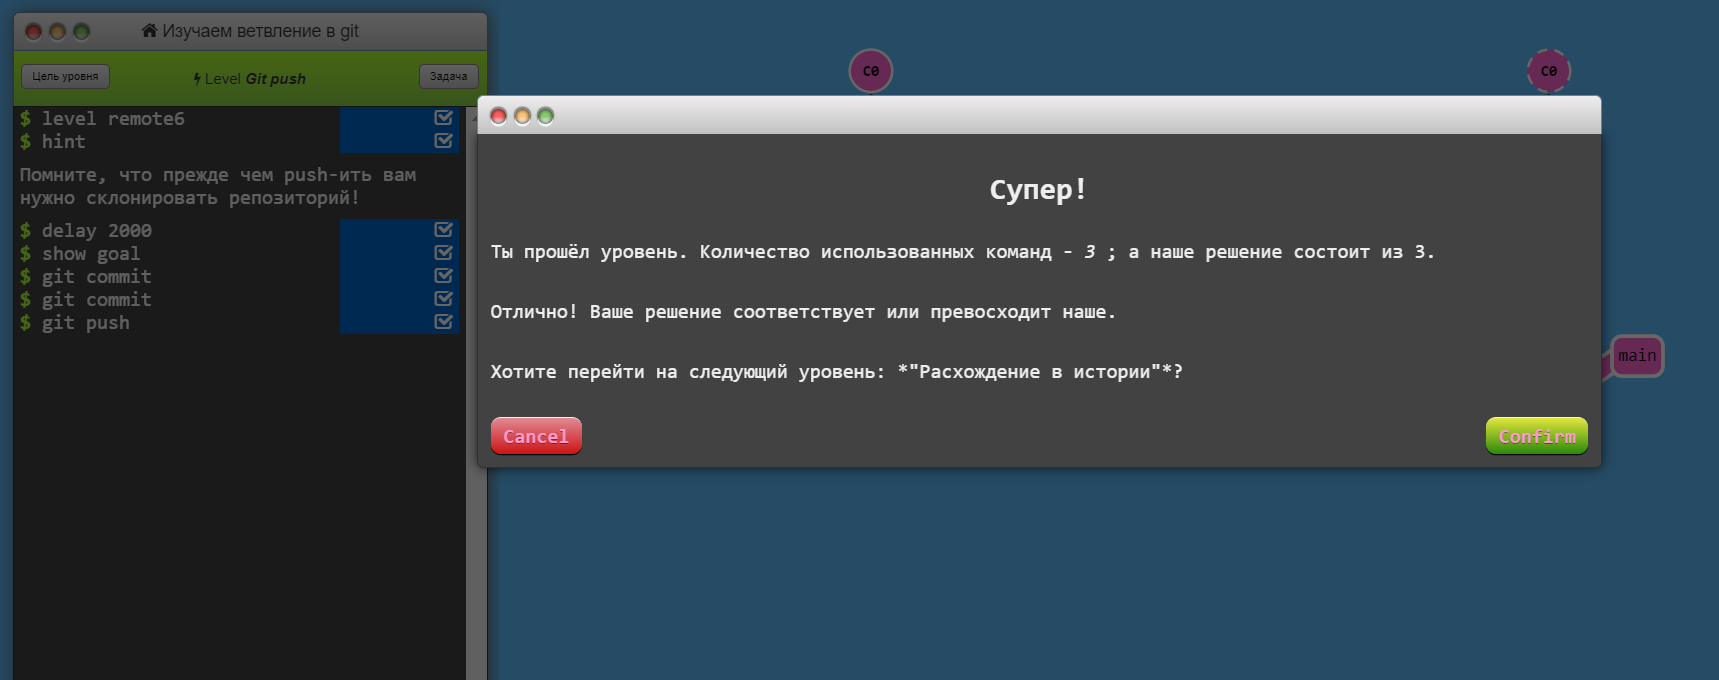 Изучаем ветвление в git
Цель уровня
Level Git push
Задача
$ level remote6
$ hint
Помните, что прежде чем push-ить вам
нужно склонировать репозиторий!
$ delay 2000
$ show goal
$ git commit
$ git commit
$ git push
C0
C0
main
Супер!
Ты прошёл уровень. Количество использованных команд - 3 ; а наше решение состоит из 3.
Отлично! Ваше решение соответствует или превосходит наше.
Хотите перейти на следующий уровень: *"Расхождение в истории"*?
Cancel
Confirm